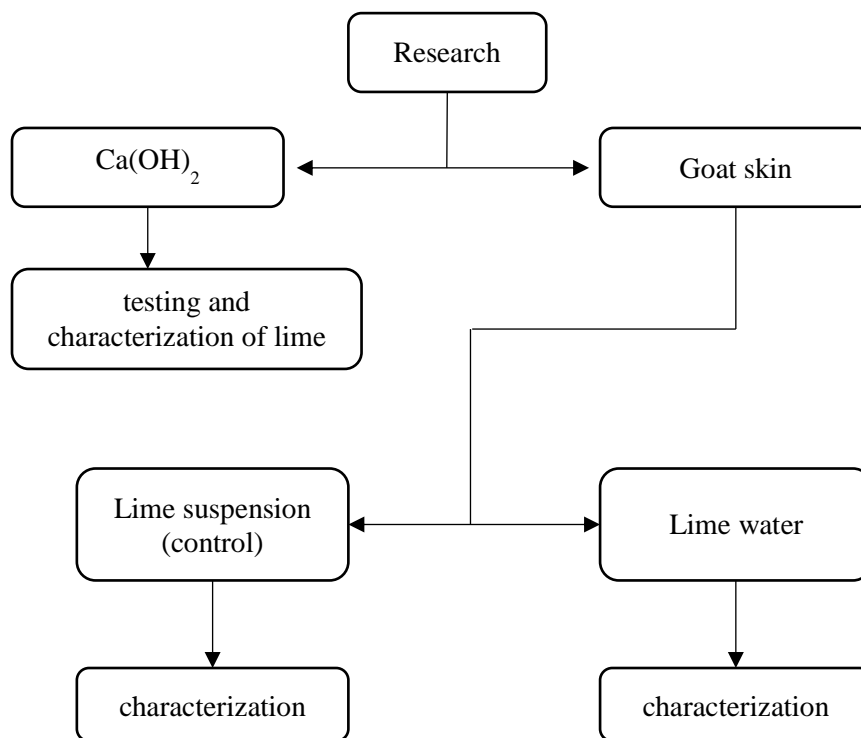 Research
Ca(OH)₂
Goat skin
testing and
characterization of lime
Lime suspension
(control)
Lime water
characterization
characterization